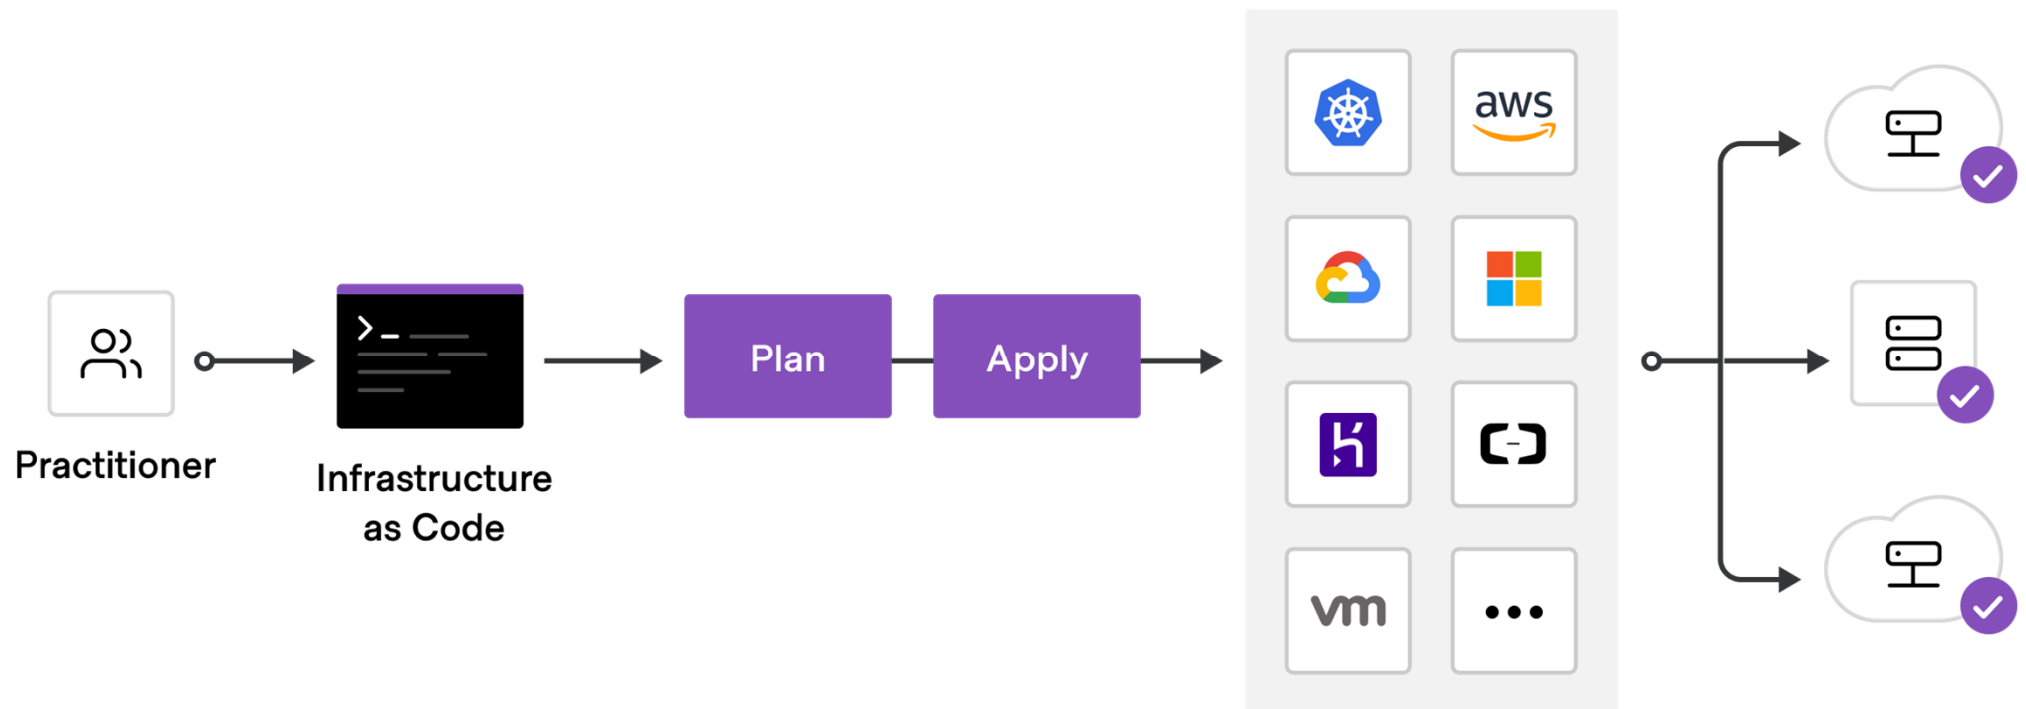 Practitioner
Infrastructure
as Code
Plan
Apply
aws
vm